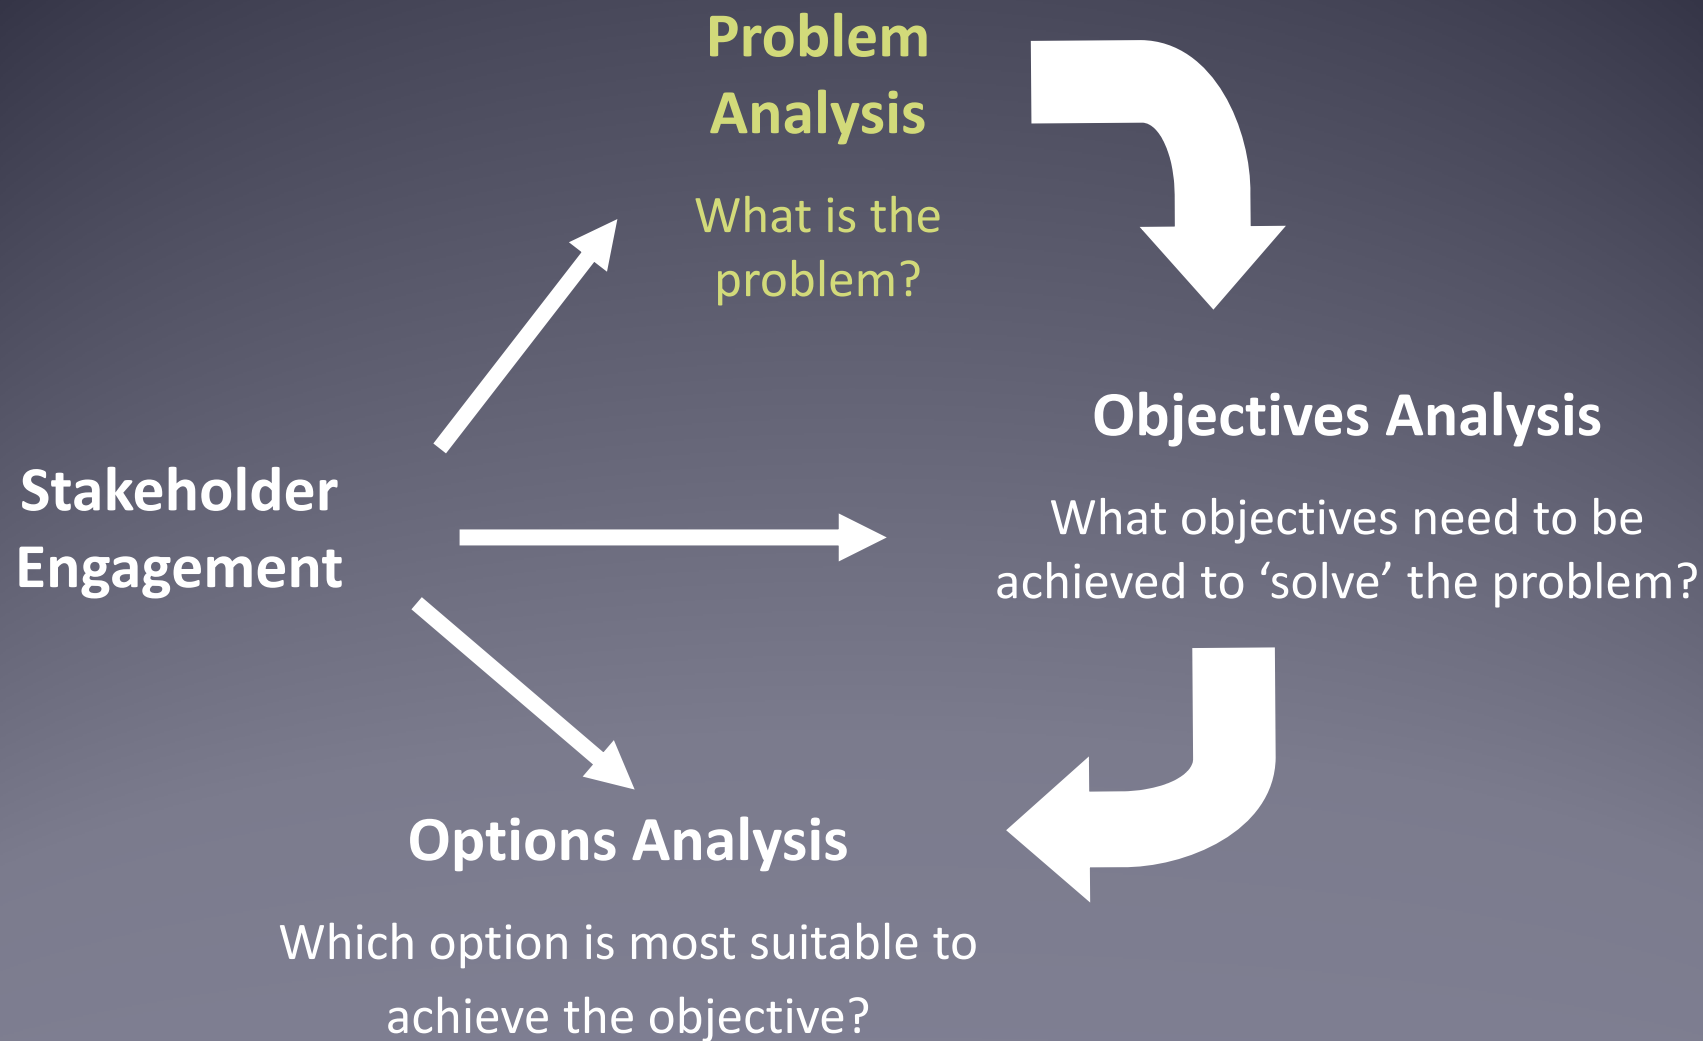 Problem
Analysis
What is the
problem?
Objectives Analysis
What objectives need to be
achieved to ‘solve’ the problem?
Stakeholder
Engagement
Options Analysis
Which option is most suitable to
achieve the objective?